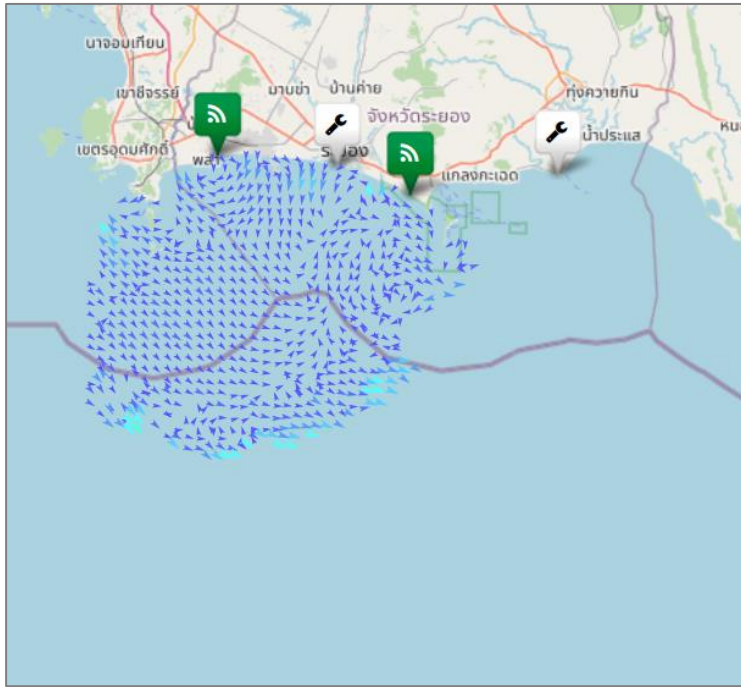 นาจอมเทียน
เขาชีจรรย์
มาบข่า
บ้านค่าย
ทุ่งควายกิน
จังหวัดระยอง
เขตรอุดมศักดิ์
พลา
แกลงกะเฉด
น้ำประแส